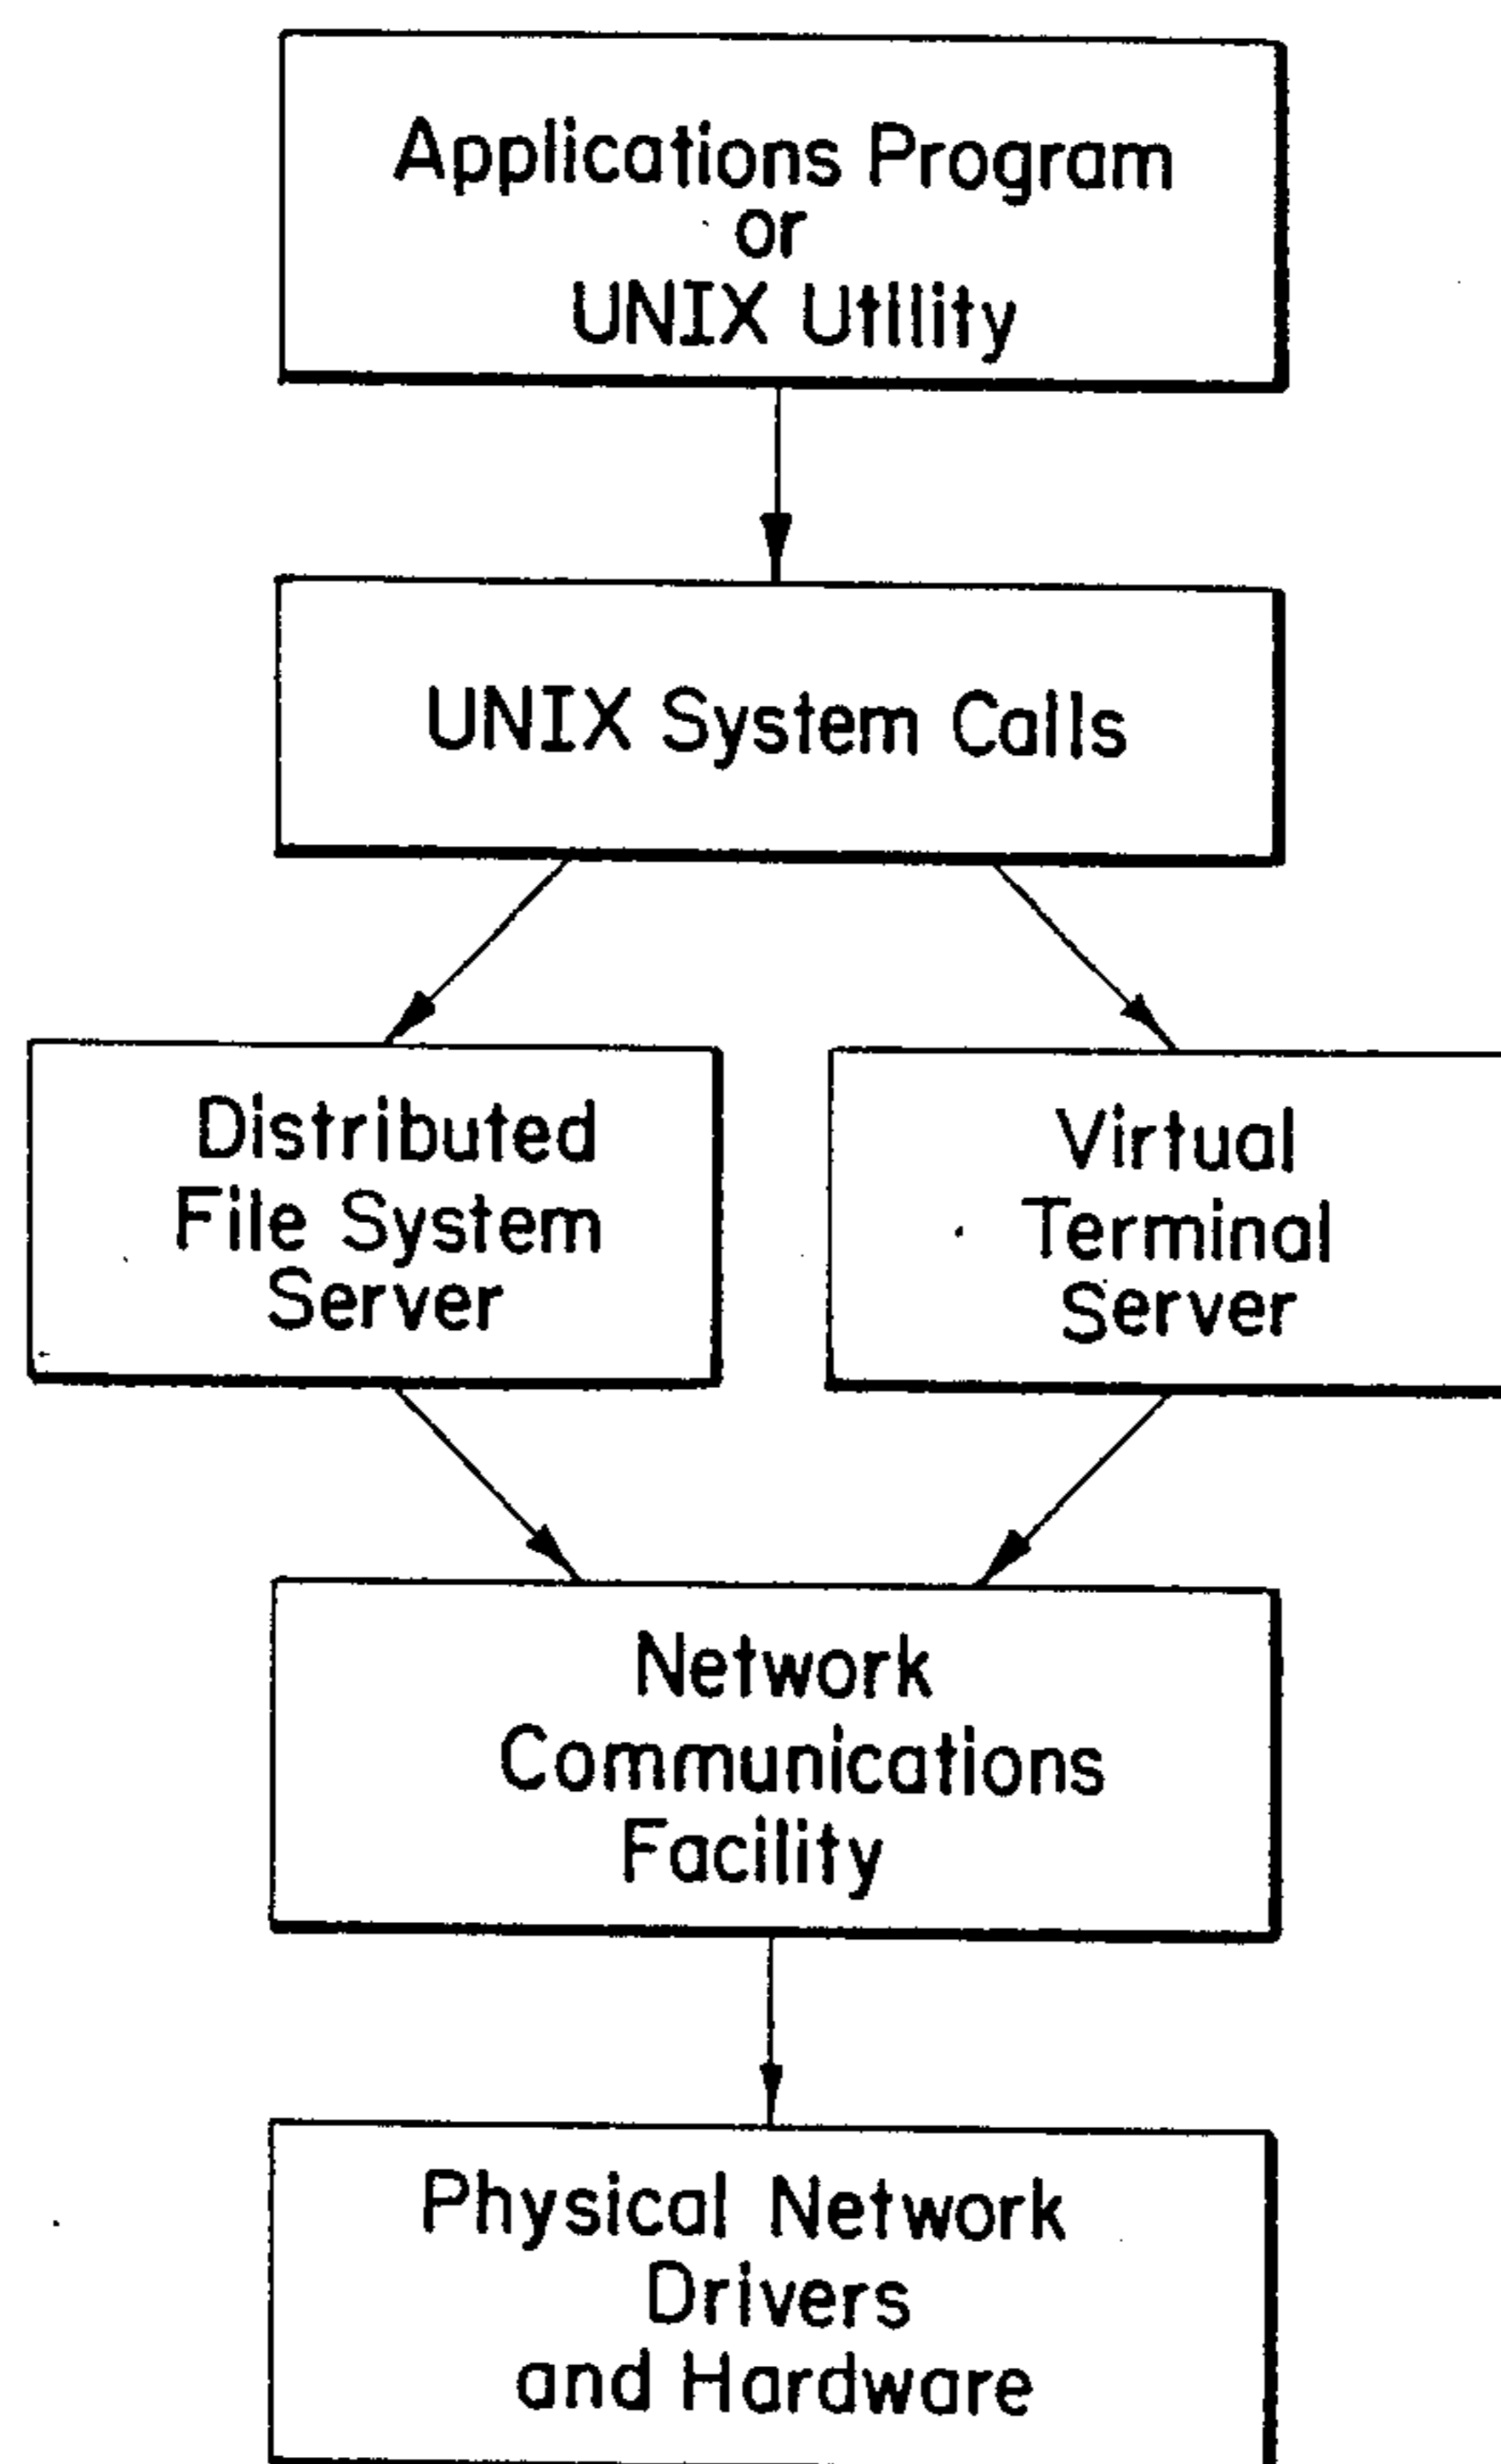 Applications Program
or
UNIX Utility
UNIX System Calls
Distributed
File System
Server
Virtual
Terminal
Server
Network
Communications
Facility
Physical Network
Drivers
and Hardware